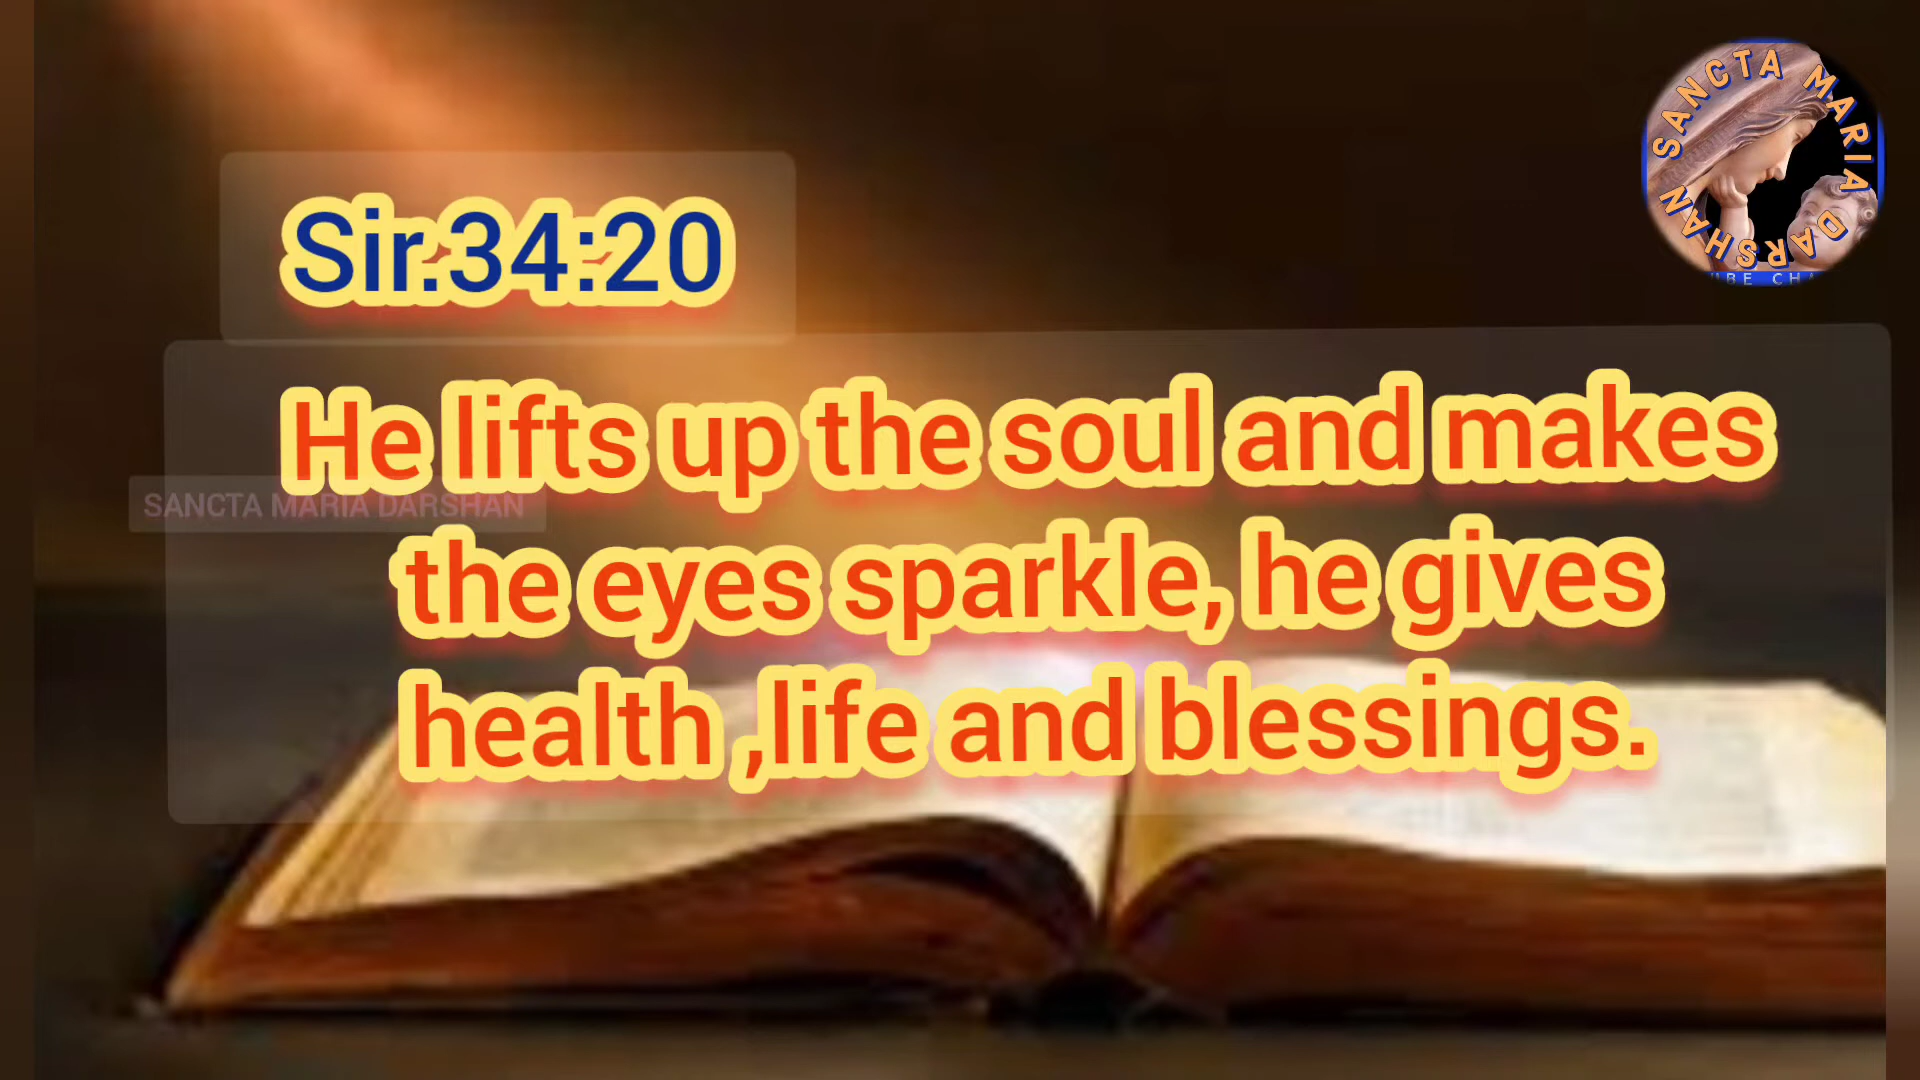 SANCTA MARIA DARSHAN
Sir.34:20
He lifts up the soul and makes
the eyes sparkle, he gives
health ,life and blessings.
SANCTA MARIA DARSHAN